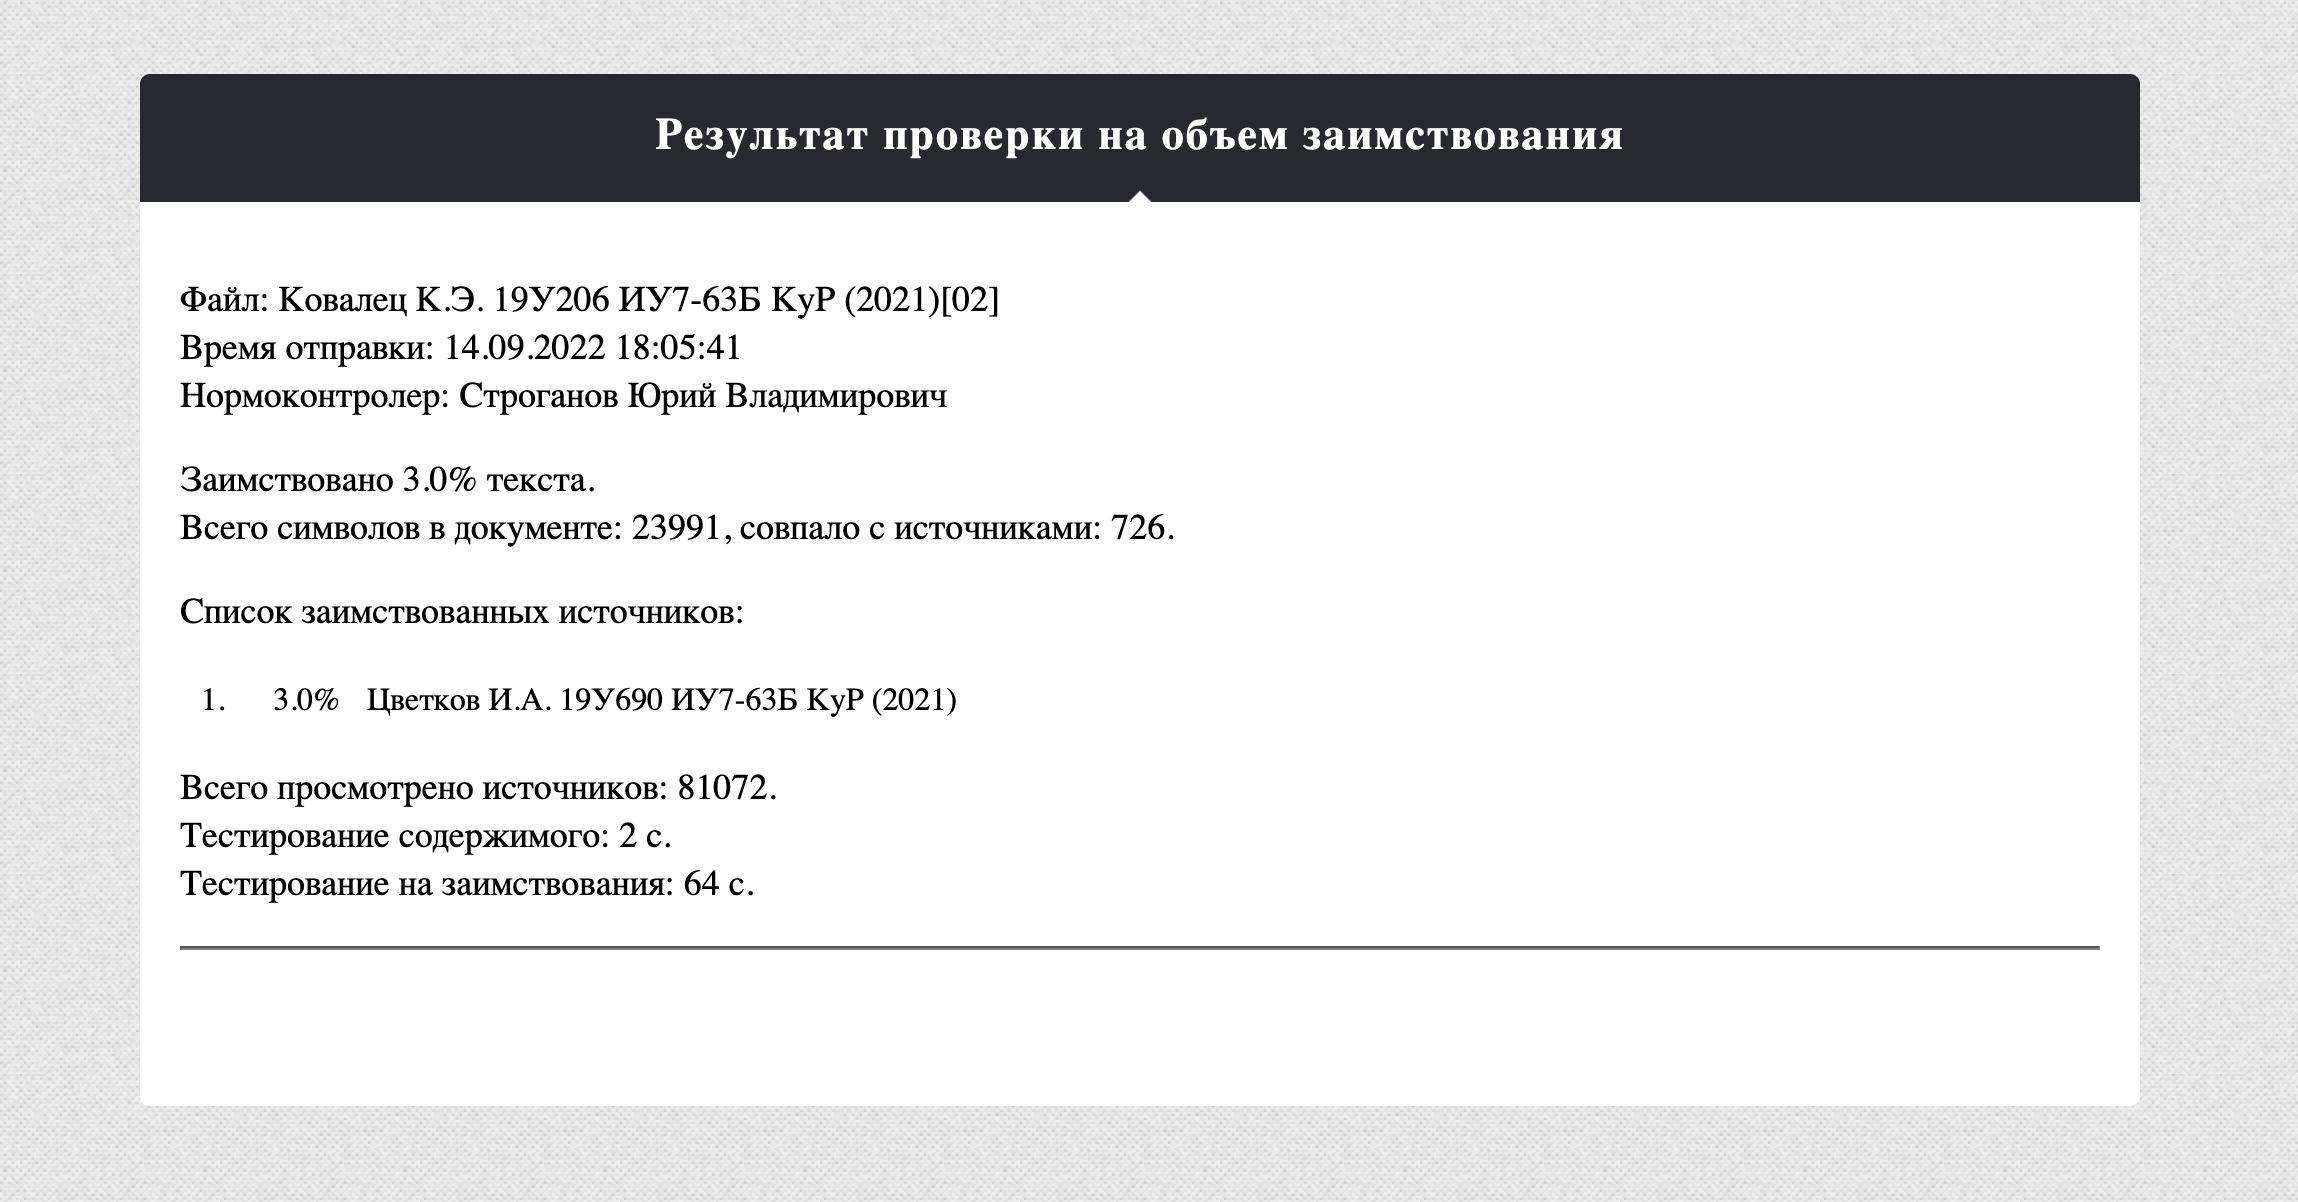 Результат проверки на объем заимствования
Файл: Ковалец К.Э. 19У206 ИУ7-63Б КуР (2021)[02]
Время отправки: 14.09.2022 18:05:41
Нормоконтролер: Строганов Юрий Владимирович
Заимствовано 3.0% текста.
Всего символов в документе: 23991, совпало с источниками: 726.
Список заимствованных источников:
1. 3.0% Цветков И.А. 19У690 ИУ7-63Б КуР (2021)
Всего просмотрено источников: 81072.
Тестирование содержимого: 2 с.
Тестирование на заимствования: 64 с.